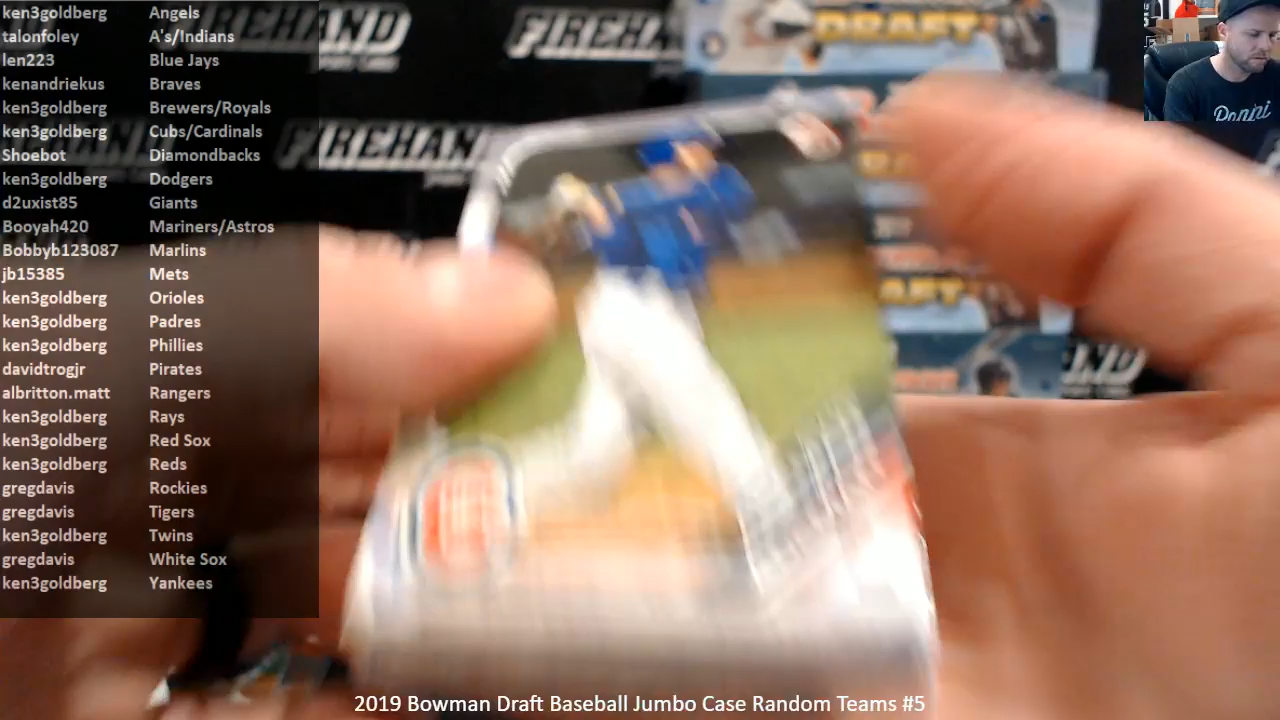 ken3goldberg Angels
talonfoley A's/Indians
len223 Blue Jays
kenandriekus Braves
ken3goldberg Brewers/Royals
ken3goldberg Cubs/Cardinals
Shoebot Diamondbacks
ken3goldberg Dodgers
d2uxist85 Giants
Booyah420 Mariners/Astros
Bobbyb123087 Marlins
jb15385 Mets
ken3goldberg Orioles
ken3goldberg Padres
ken3goldberg Phillies
davidtrogjr Pirates
albritton.matt Rangers
ken3goldberg Rays
ken3goldberg Red Sox
ken3goldberg Reds
gregdavis Rockies
gregdavis Tigers
ken3goldberg Twins
gregdavis White Sox
ken3goldberg Yankees
FIREHAND
DRAFT
2019 Bowman Draft Baseball Jumbo Case Random Teams #5